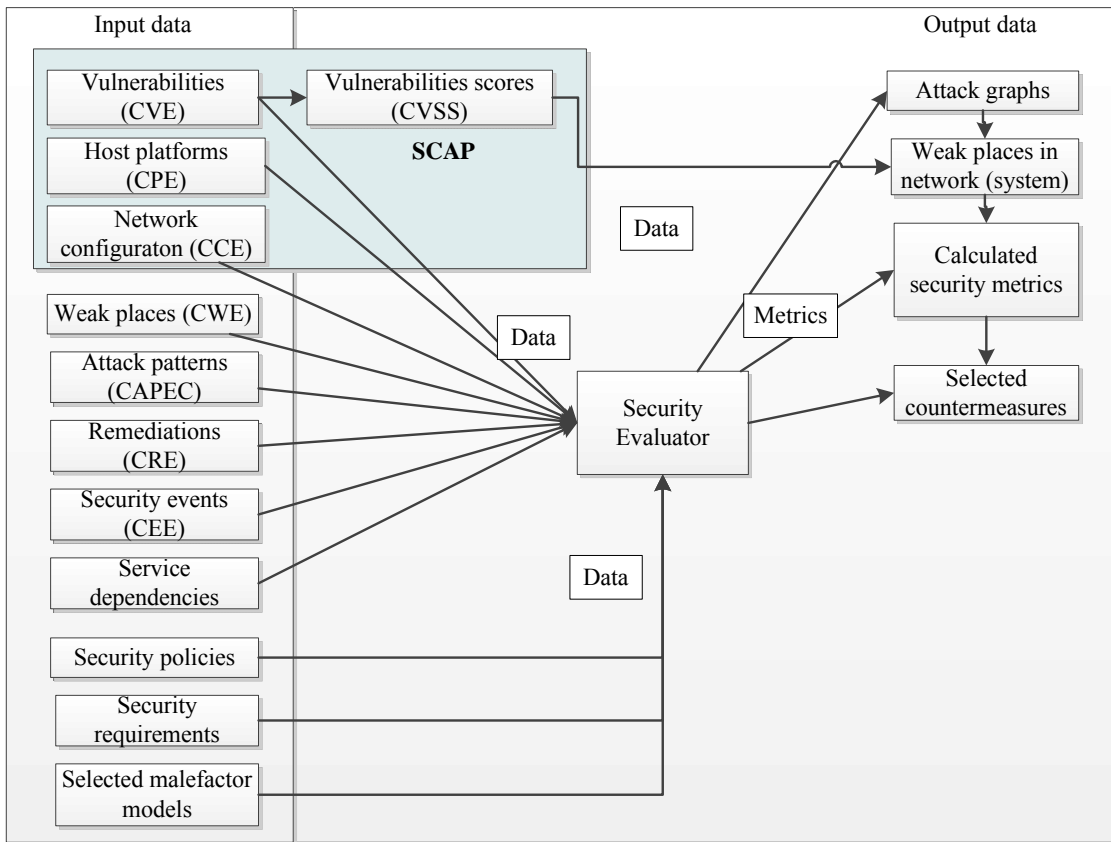 Input data
Output data
Vulnerabilities
(CVE)
Vulnerabilities scores
(CVSS)
SCAP
Host platforms
(CPE)
Network
configuraton (CCE)
Weak places (CWE)
Attack patterns
(CAPEC)
Remediations
(CRE)
Security events
(CEE)
Service
dependencies
Security policies
Security
requirements
Selected malefactor
models
Data
Data
Data
Metrics
Security
Evaluator
Attack graphs
Weak places in
network (system)
Calculated
security metrics
Selected
countermeasures